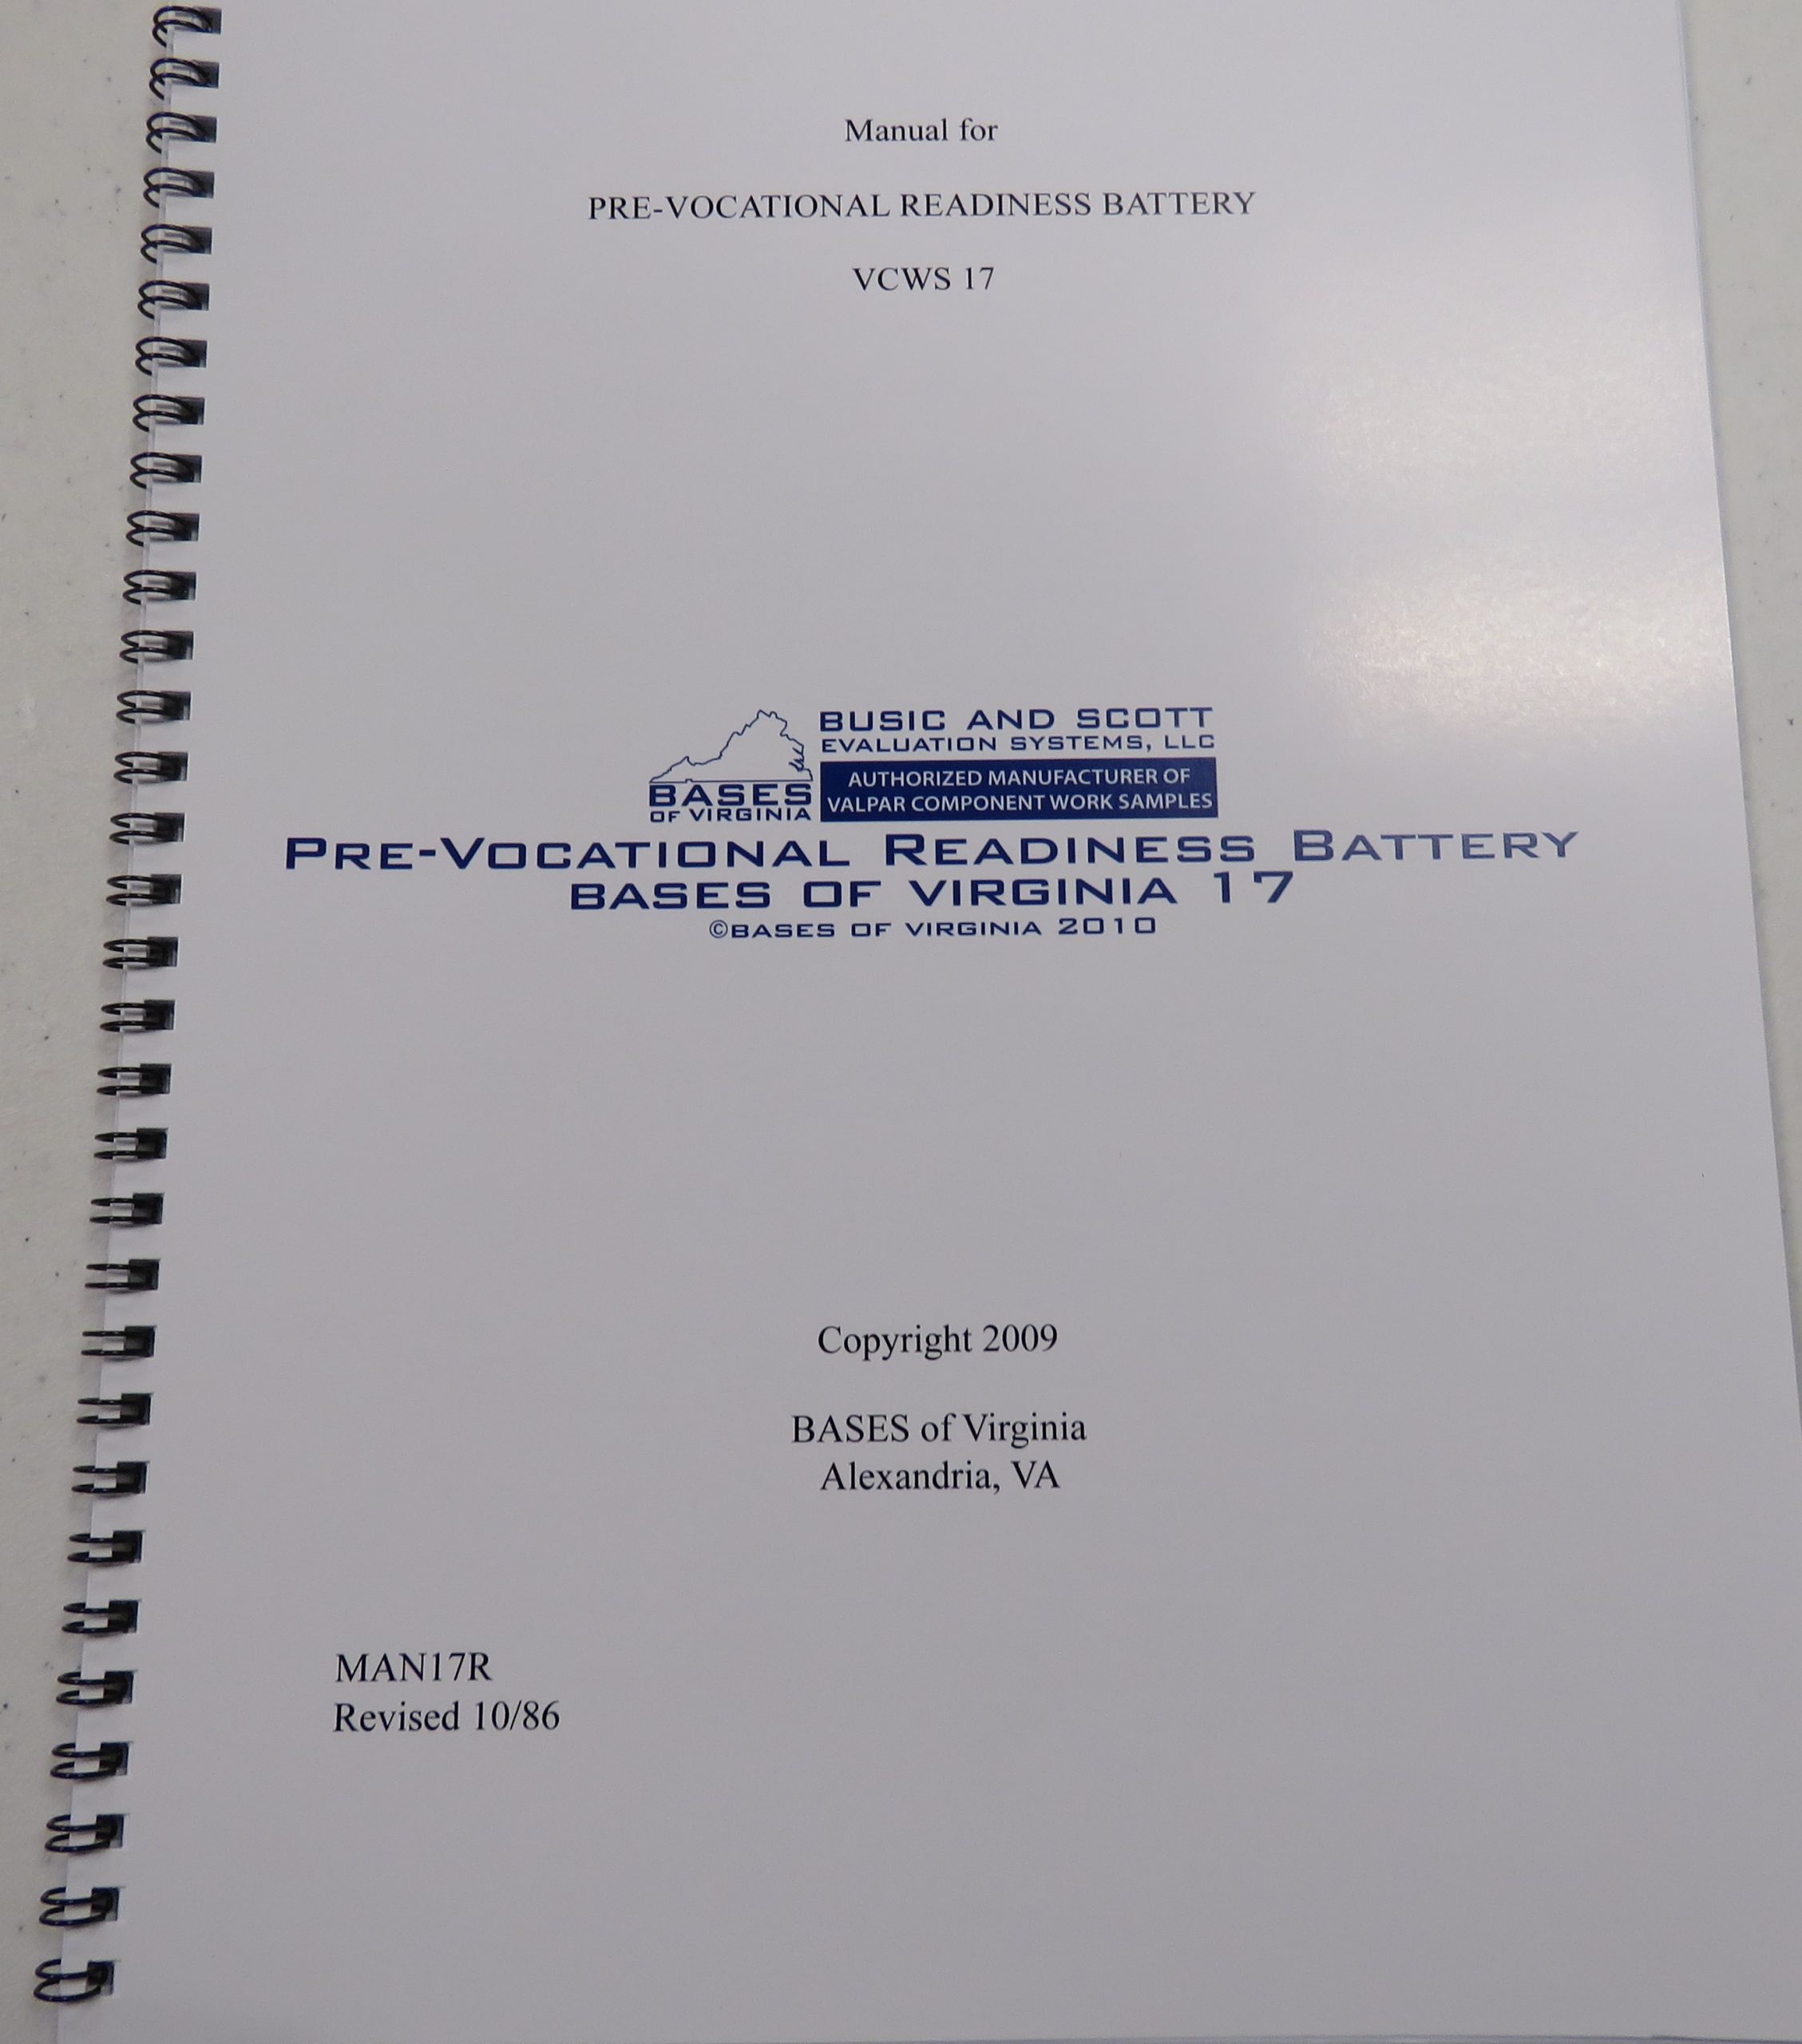 Manual for
PRE-VOCATIONAL READINESS BATTERY
VCWS 17
BUSIC AND SCOTT
EVALUATION SYSTEMS, LLC
BASES
OF VIRGINIA
AUTHORIZED MANUFACTURER OF
VALPAR COMPONENT WORK SAMPLES
PRE-VOCATIONAL READINESS BATTERY
BASES OF VIRGINIA 17
©BASES OF VIRGINIA 2010
Copyright 2009
BASES of Virginia
Alexandria, VA
MAN17R
Revised 10/86